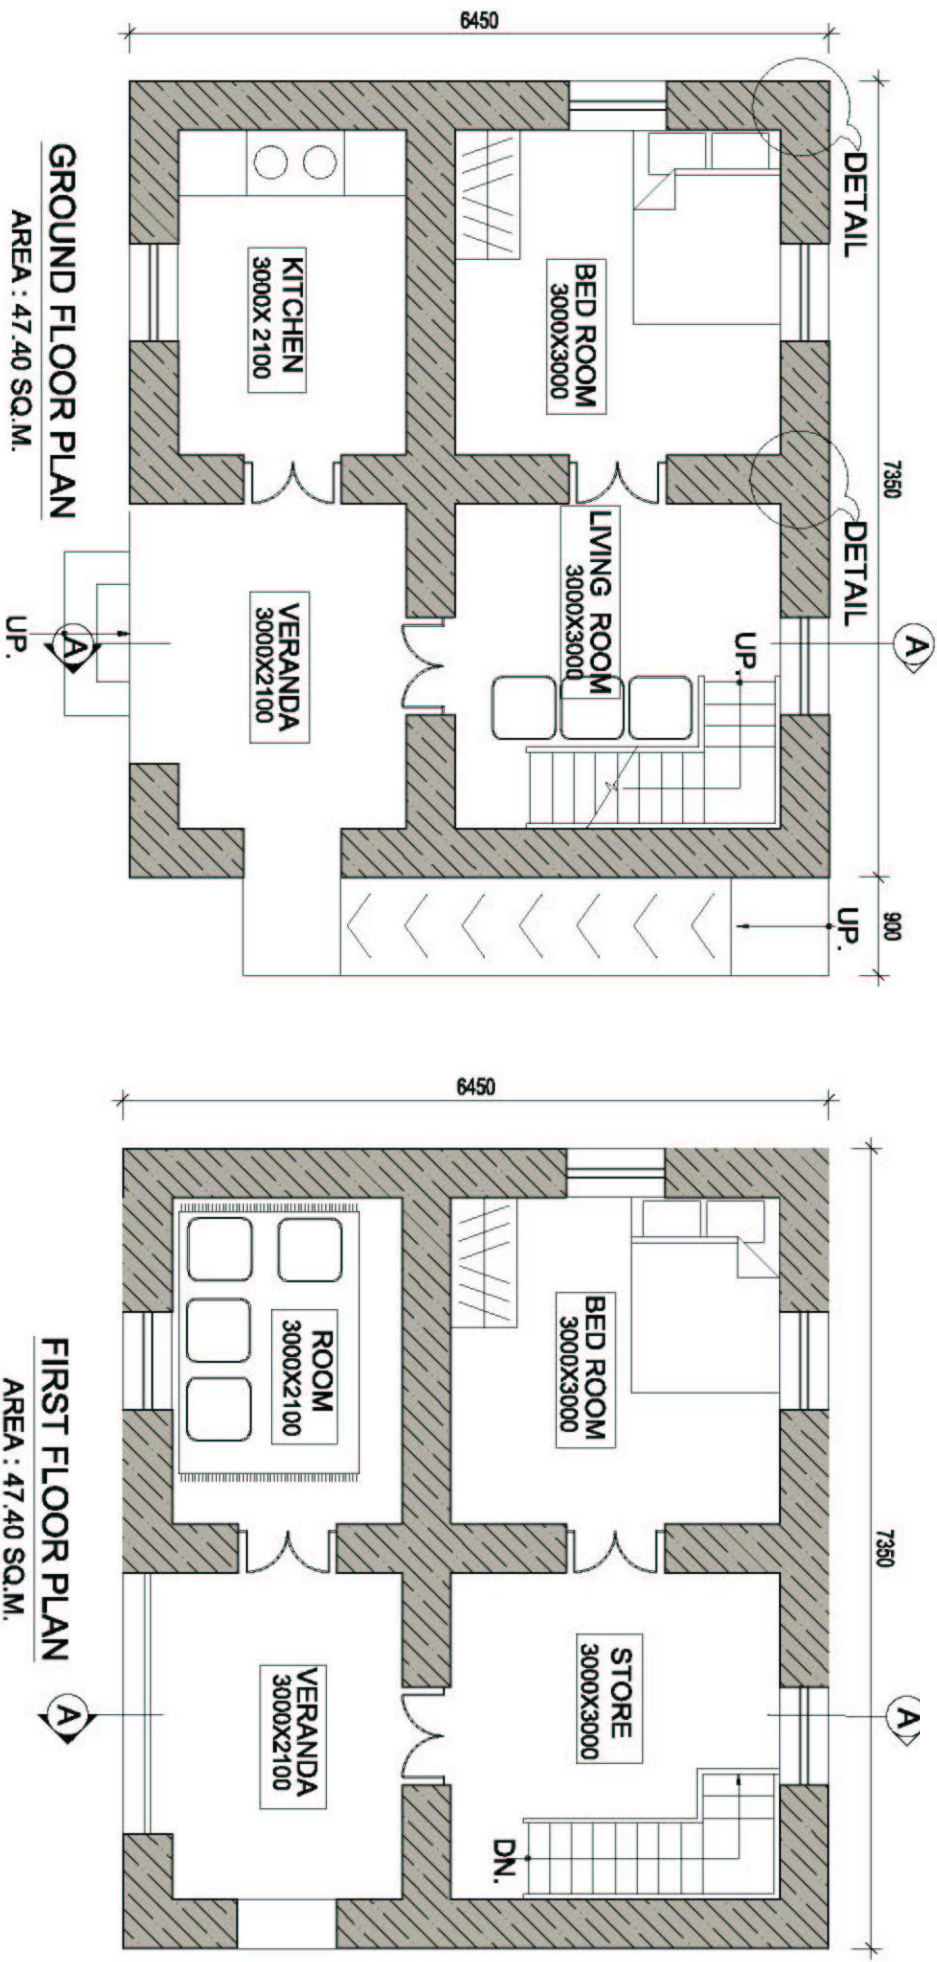 6450
7350
900
DETAIL
DETAIL
A
BED ROOM
3000X3000
LIVING ROOM
3000X3000
UP.
UP.
KITCHEN
3000X 2100
VERANDA
3000X2100
A
UP.
GROUND FLOOR PLAN
AREA : 47.40 SQ.M.
6450
7350
A
BED ROOM
3000X3000
STORE
3000X3000
DN.
ROOM
3000X2100
VERANDA
3000X2100
A
FIRST FLOOR PLAN
AREA : 47.40 SQ.M.